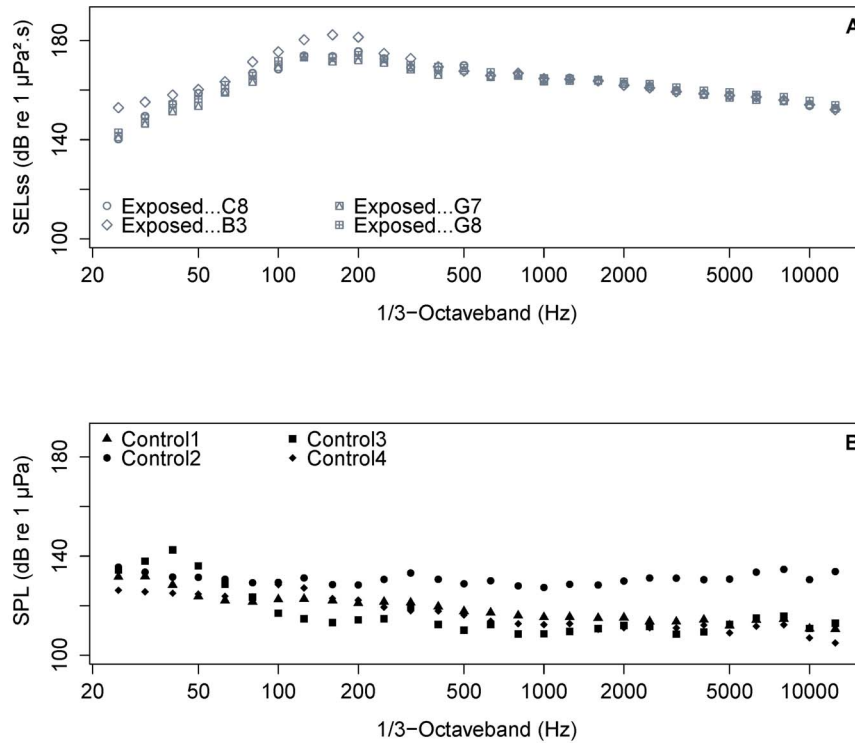 A
SELss (dB re 1 µPa².s)
180
140
100
Exposed...C8
Exposed...G7
Exposed...B3
Exposed...G8
20 50 100 200 500 1000 2000 5000 10000
1/3−Octaveband (Hz)
SPL (dB re 1 µPa)
180
140
100
Control1
Control3
Control2
Control4
20 50 100 200 500 1000 2000 5000 10000
1/3−Octaveband (Hz)